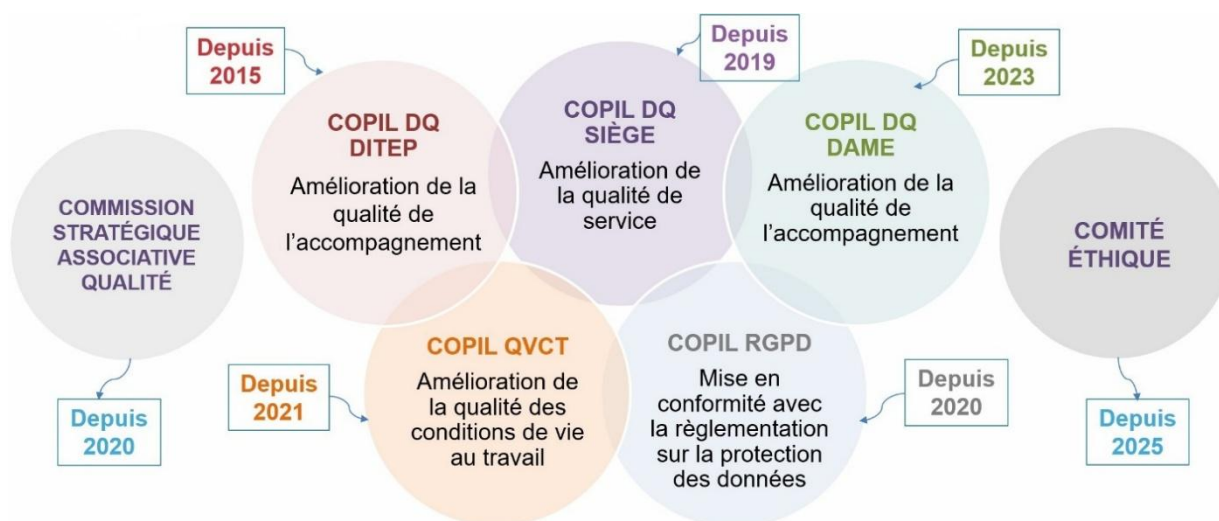 Depuis
2015
Depuis
2019
Depuis
2023
COPIL DQ
DITEP
Amélioration de la
qualité de
l’accompagnement
COPIL DQ
SIÈGE
Amélioration de
la qualité de
service
COPIL DQ
DAME
Amélioration de la
qualité de
l’accompagnement
COMMISSION
STRATÉGIQUE
ASSOCIATIVE
QUALITÉ
COMITÉ
ÉTHIQUE
COPIL QVCT
Amélioration de
la qualité des
conditions de vie
au travail
COPIL RGPD
Mise en
conformité avec
la règlementation
sur la protection
des données
Depuis
2020
Depuis
2021
Depuis
2020
Depuis
2025